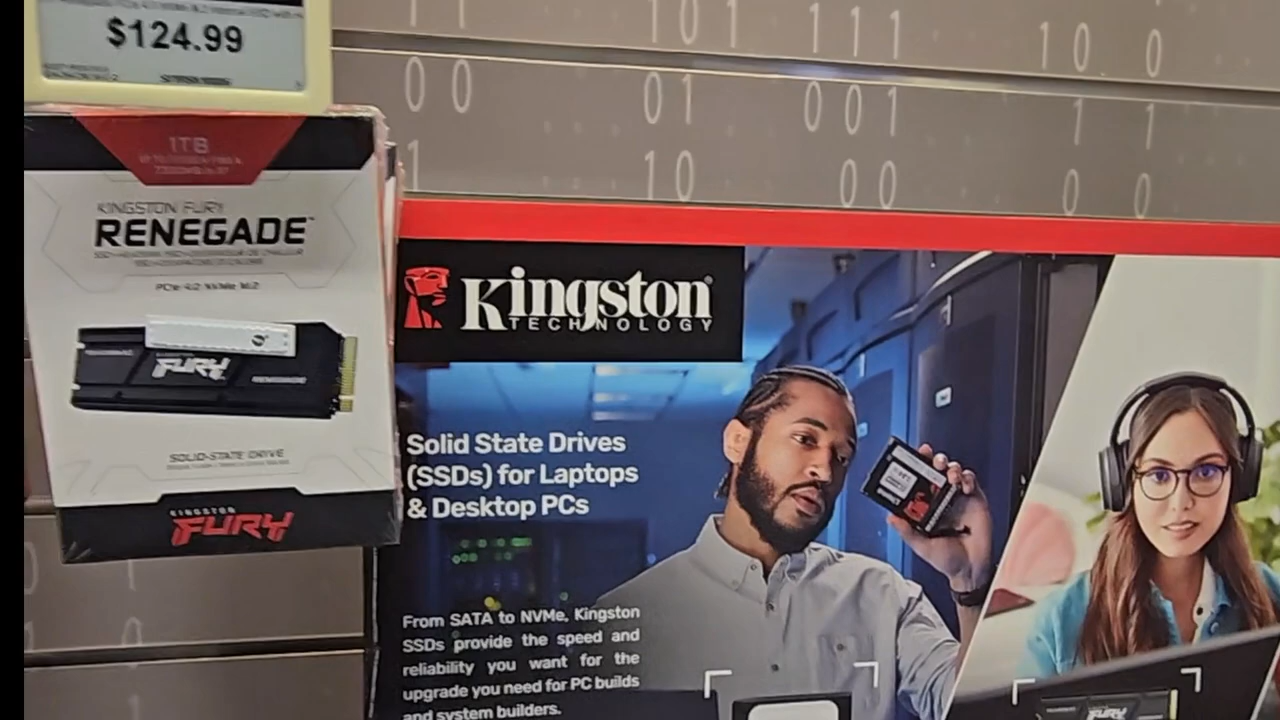 $124.99
1 1 1 0 1 1 1 1 1 0 0
0 0 0 1 0 0 1 1 1
1 1 0 0 0 0 0
1TB
KINGSTON FURY
RENEGADE™
PCIe 4.0 NVMe M.2
FURY
RENEGADE
SOLID-STATE DRIVE
KINGSTON
FURY
Kingston®
TECHNOLOGY
Solid State Drives
(SSDs) for Laptops
& Desktop PCs
From SATA to NVMe, Kingston
SSDs provide the speed and
reliability you want for the
upgrade you need for PC builds
and system builders.
FURY